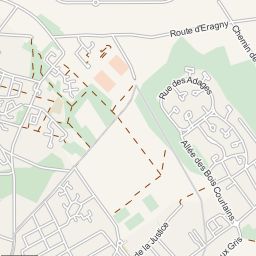 Route d'Eragny
Chemin de
Rue des Adages
Allée des Bois Courtains
de la Justice
ux Gris